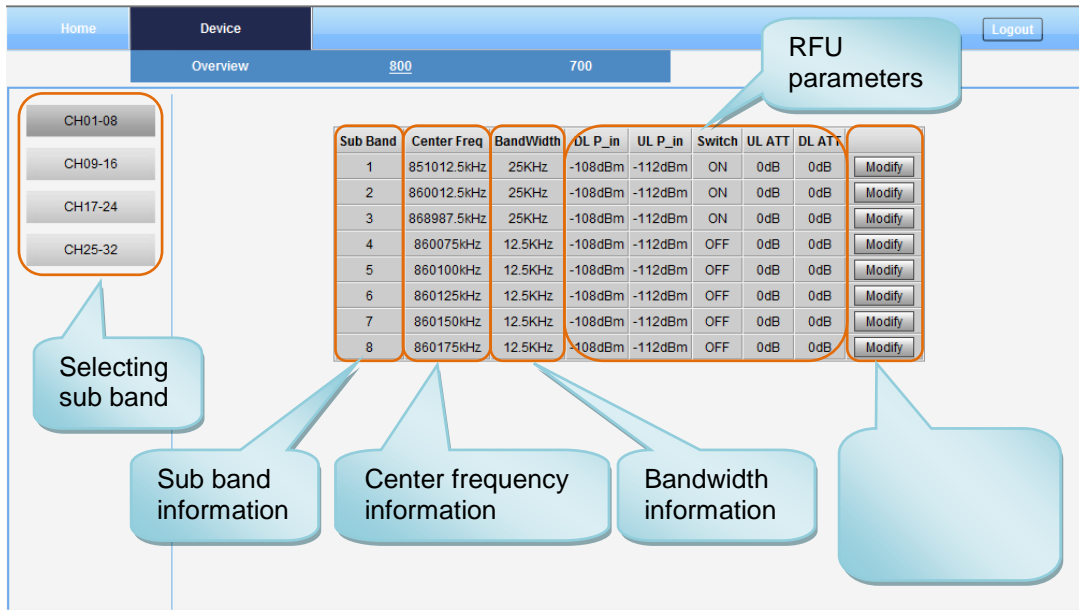 Home Device Logout
Overview 800 700
RFU
parameters
CH01-08
CH09-16
CH17-24
CH25-32
Sub Band Center Freq BandWidth DL P_in UL P_in Switch UL ATT DL ATT
1 851012.5kHz 25KHz -108dBm -112dBm ON 0dB 0dB Modify
2 860012.5kHz 25KHz -108dBm -112dBm ON 0dB 0dB Modify
3 868987.5kHz 25KHz -108dBm -112dBm ON 0dB 0dB Modify
4 860075kHz 12.5KHz -108dBm -112dBm OFF 0dB 0dB Modify
5 860100kHz 12.5KHz -108dBm -112dBm OFF 0dB 0dB Modify
6 860125kHz 12.5KHz -108dBm -112dBm OFF 0dB 0dB Modify
7 860150kHz 12.5KHz -108dBm -112dBm OFF 0dB 0dB Modify
8 860175kHz 12.5KHz -108dBm -112dBm OFF 0dB 0dB Modify
Selecting
sub band
Sub band
information
Center frequency
information
Bandwidth
information